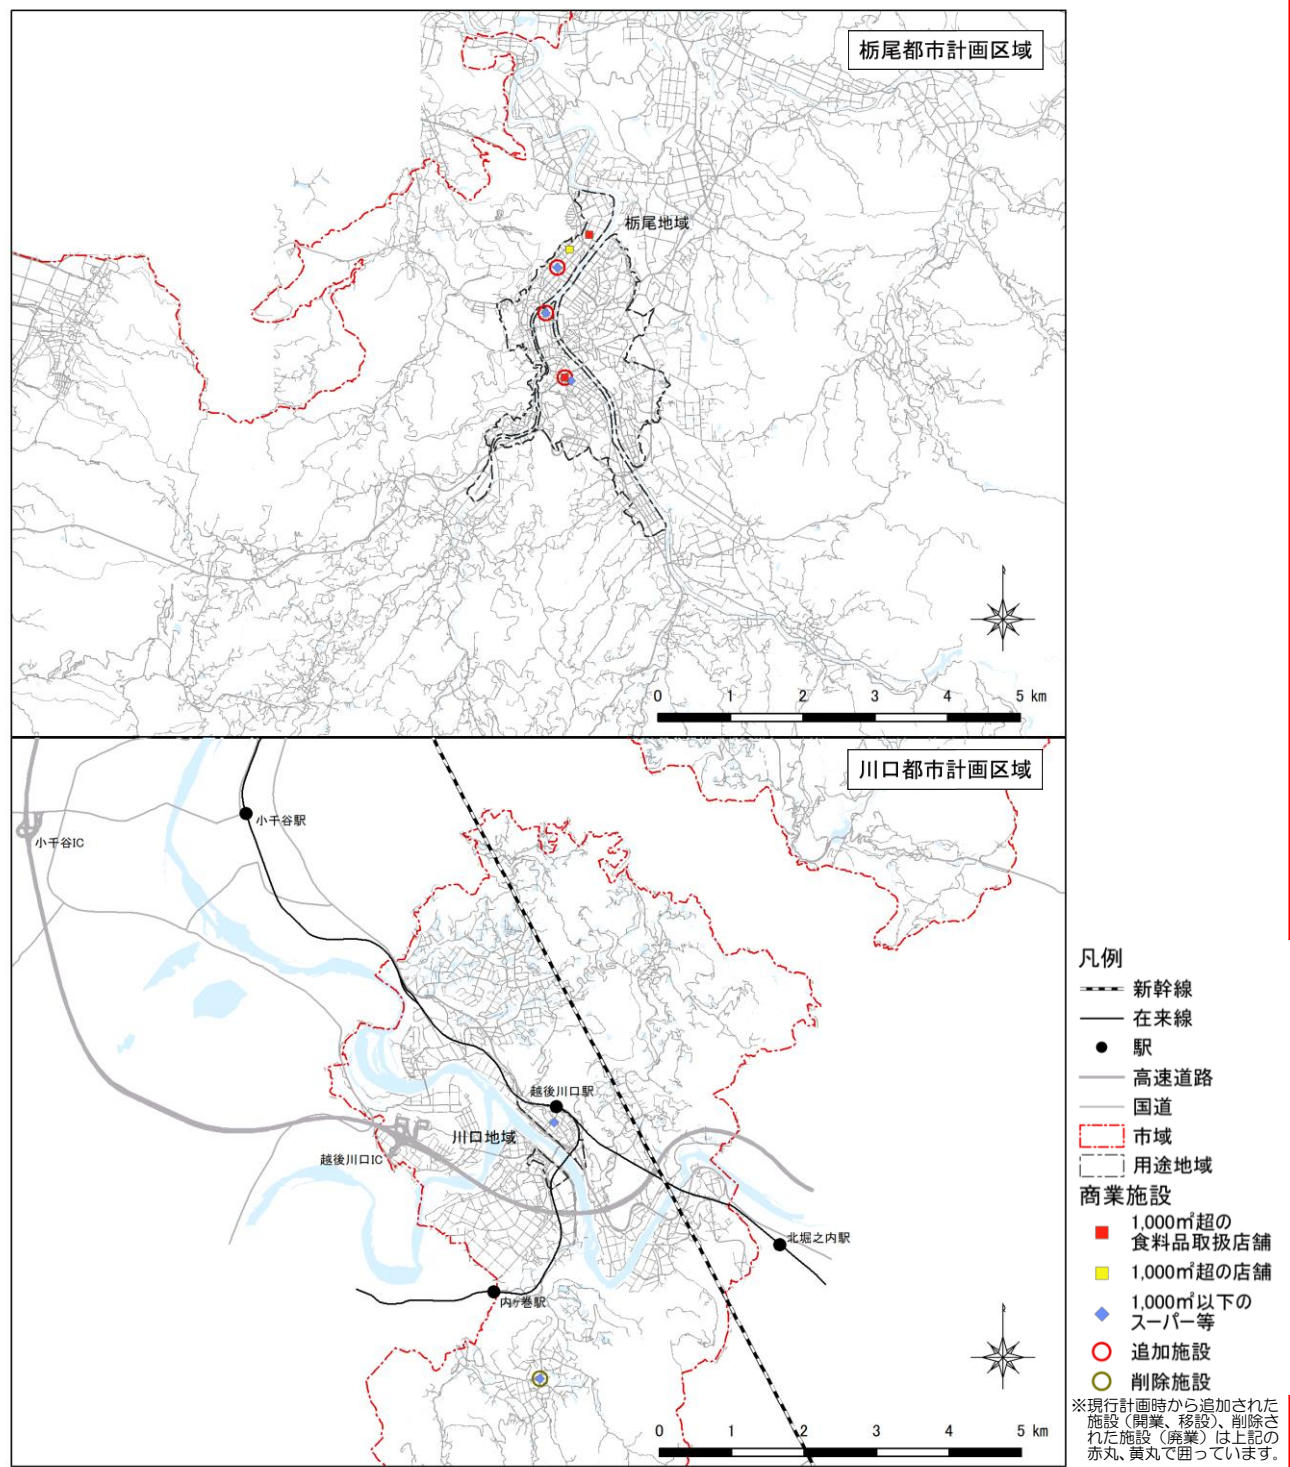 栃尾都市計画区域
栃尾地域
0 1 2 3 4 5 km
川口都市計画区域
小千谷駅
小千谷IC
越後川口駅
川口地域
越後川口IC
北堀之内駅
内ヶ巻駅
0 1 2 3 4 5 km
凡例
新幹線
在来線
駅
高速道路
国道
市域
用途地域
商業施設
1,000㎡超の
食料品取扱店舗
1,000㎡超の店舗
1,000㎡以下の
スーパー等
追加施設
削除施設
※現行計画時から追加された
施設（開業、移設）、削除さ
れた施設（廃業）は上記の
赤丸、黄丸で囲っています。